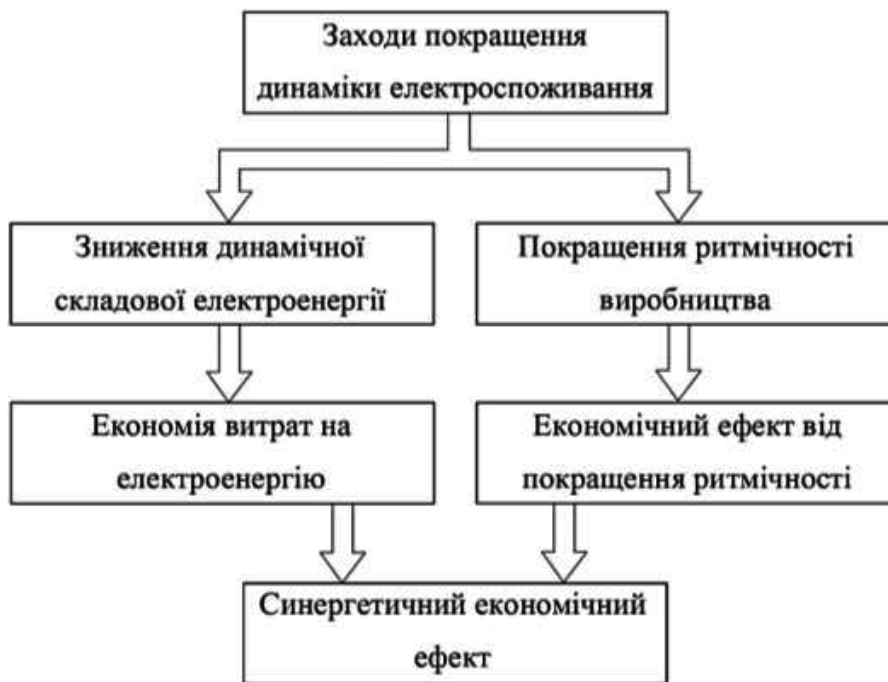 Заходи покращення
динаміки електроспоживання
Зниження динамічної
складової електроенергії
Покращення ритмічності
виробництва
Економія витрат на
електроенергію
Економічний ефект від
покращення ритмічності
Синергетичний економічний
ефект